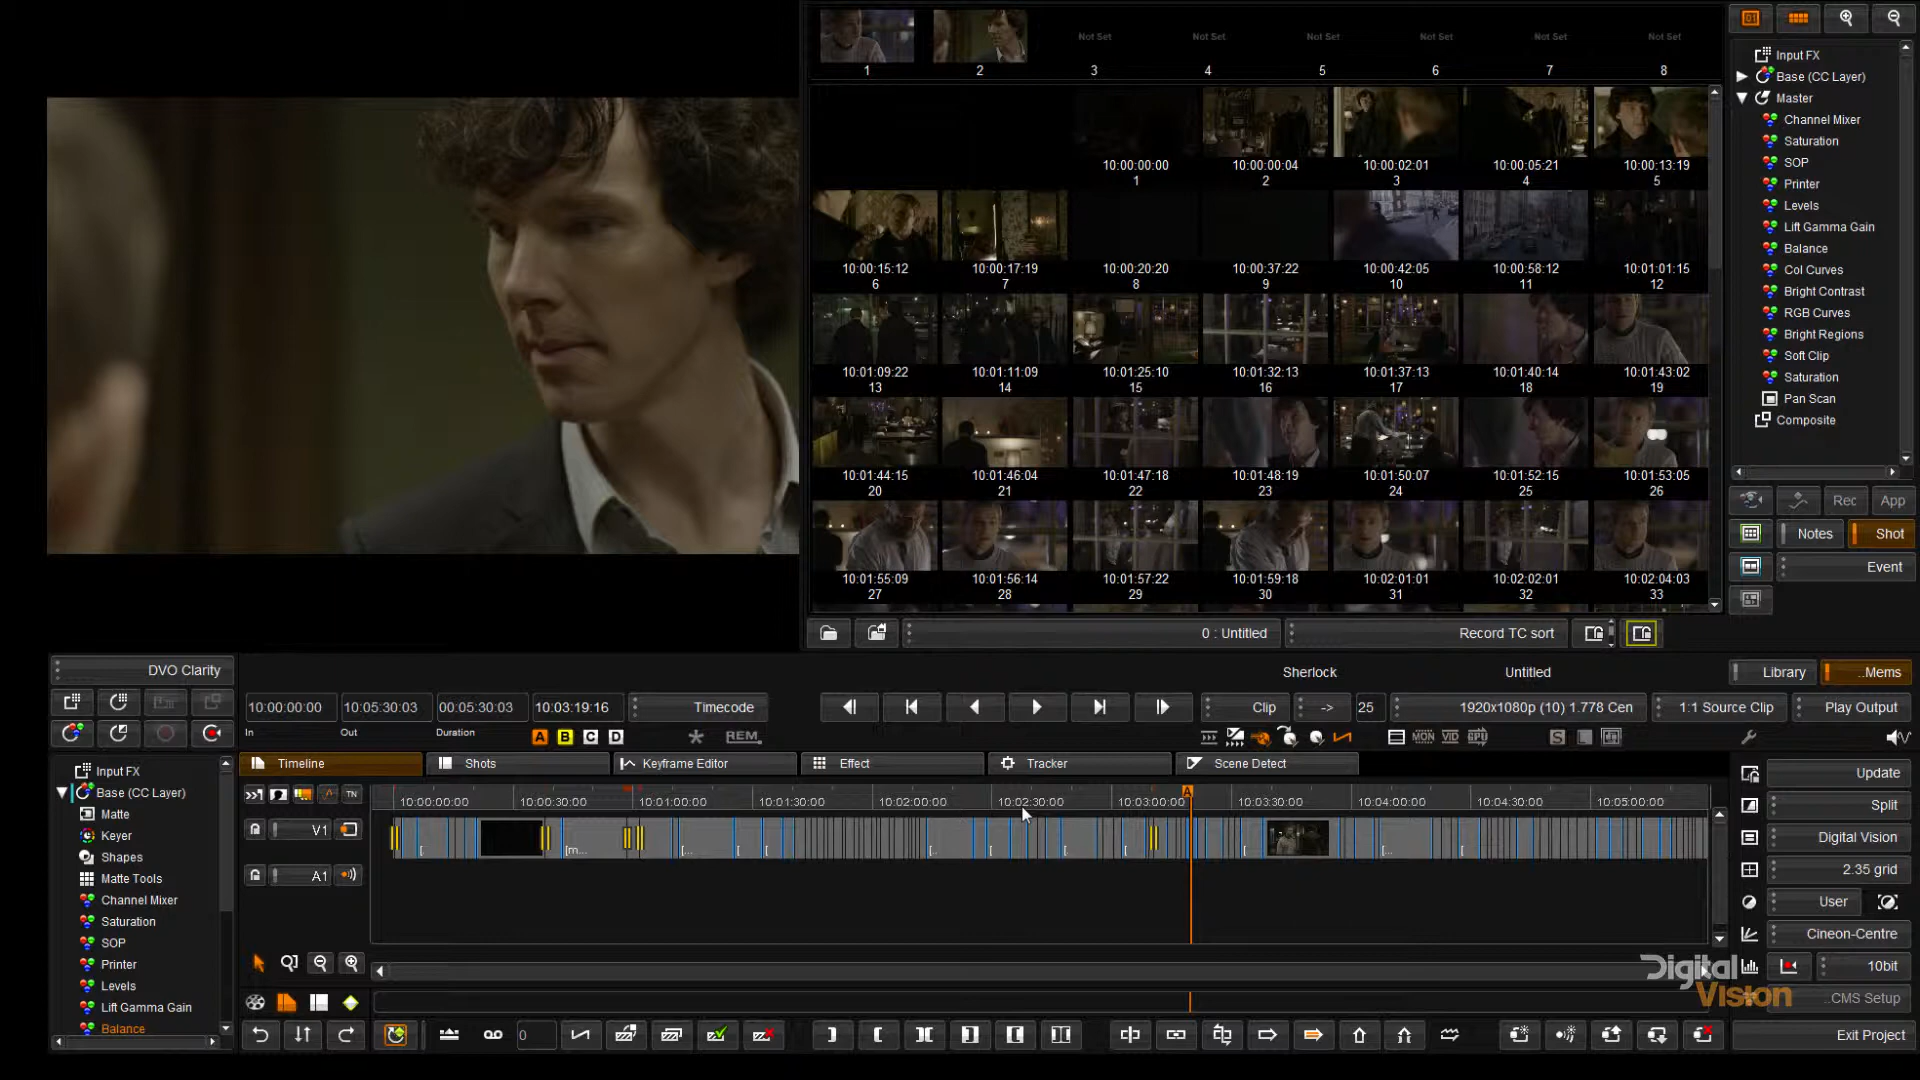 Not Set Not Set Not Set Not Set Not Set Not Set
1 2 3 4 5 6 7 8
10:00:00:00 10:00:00:04 10:00:02:01 10:00:05:21 10:00:13:19
1 2 3 4 5
10:00:15:12 10:00:17:19 10:00:20:20 10:00:37:22 10:00:42:05 10:00:58:12 10:01:01:15
6 7 8 9 10 11 12
10:01:09:22 10:01:11:09 10:01:25:10 10:01:32:13 10:01:37:13 10:01:40:14 10:01:43:02
13 14 15 16 17 18 19
10:01:44:15 10:01:46:04 10:01:47:18 10:01:48:19 10:01:50:07 10:01:52:15 10:01:53:05
20 21 22 23 24 25 26
10:01:55:09 10:01:56:14 10:01:57:22 10:01:59:18 10:02:01:01 10:02:02:01 10:02:04:03
27 28 29 30 31 32 33
0 : Untitled Record TC sort
Input FX
Base (CC Layer)
Master
Channel Mixer
Saturation
SOP
Printer
Levels
Lift Gamma Gain
Balance
Col Curves
Bright Contrast
RGB Curves
Bright Regions
Soft Clip
Saturation
Pan Scan
Composite
Rec App
Notes Shot
Event
DVO Clarity
Sherlock Untitled Library ..Mems
10:00:00:00 10:05:30:03 00:05:30:03 10:03:19:16 Timecode
Clip -> 25 1920x1080p (10) 1.778 Cen 1:1 Source Clip Play Output
In Out Duration A B C D REM MON VID GPU S
Timeline Shots Keyframe Editor Effect Tracker Scene Detect
TN 10:00:00:00 10:00:30:00 10:01:00:00 10:01:30:00 10:02:00:00 10:02:30:00 10:03:00:00 A 10:03:30:00 10:04:00:00 10:04:30:00 10:05:00:00
V1
[m...
A1
Input FX
Base (CC Layer)
Matte
Keyer
Shapes
Matte Tools
Channel Mixer
Saturation
SOP
Printer
Levels
Lift Gamma Gain
Balance
Update
Split
Digital Vision
2.35 grid
User
Cineon-Centre
10bit
..CMS Setup
Exit Project
Digital
Vision
0